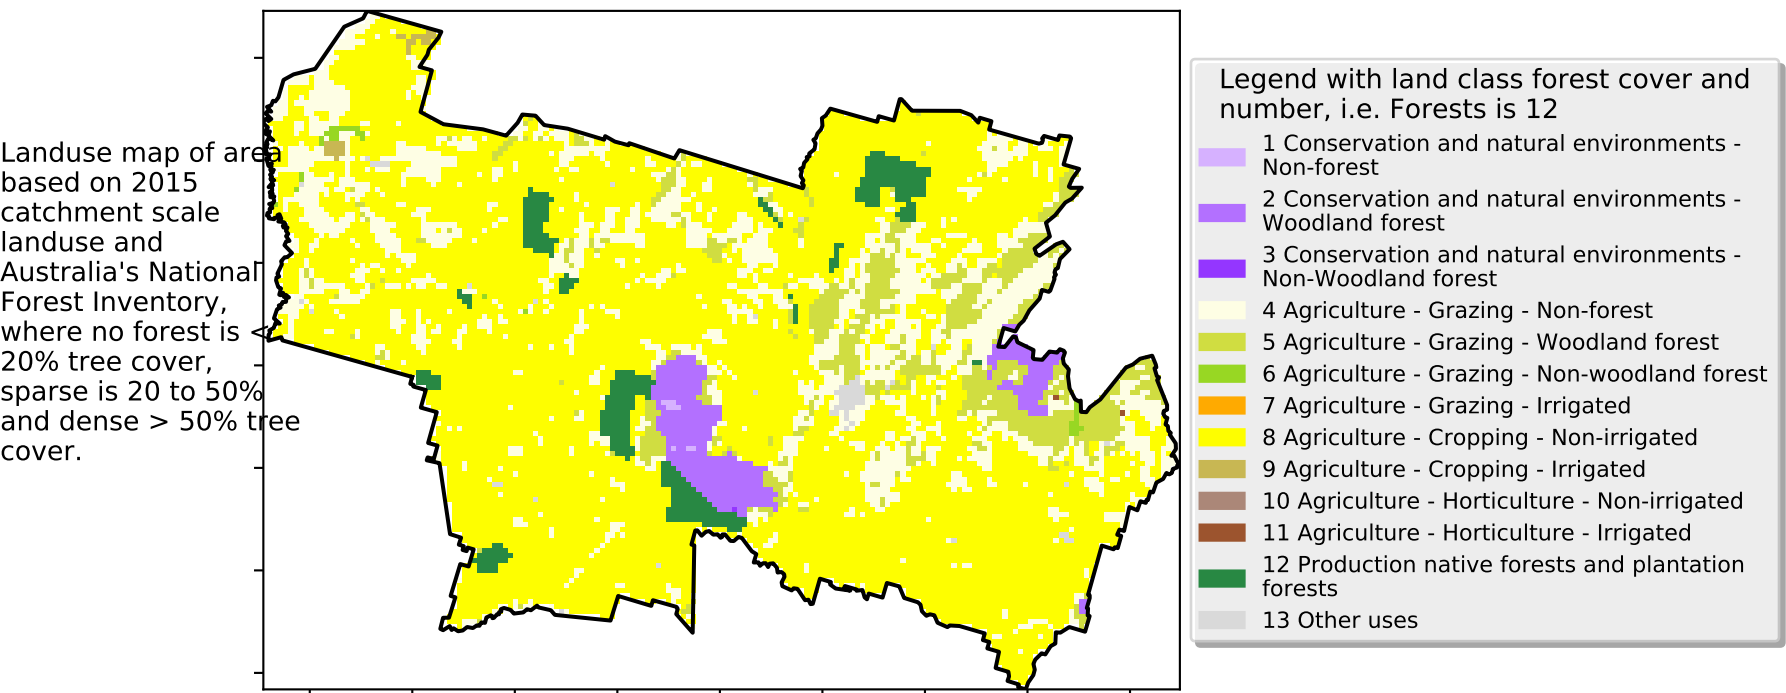 Landuse map of area
based on 2015
catchment scale
landuse and
Australia's National
Forest Inventory,
where no forest is <
20% tree cover,
sparse is 20 to 50%
and dense > 50% tree
cover.
Legend with land class forest cover and
number, i.e. Forests is 12
1 Conservation and natural environments -
Non-forest
2 Conservation and natural environments -
Woodland forest
3 Conservation and natural environments -
Non-Woodland forest
4 Agriculture - Grazing - Non-forest
5 Agriculture - Grazing - Woodland forest
6 Agriculture - Grazing - Non-woodland forest
7 Agriculture - Grazing - Irrigated
8 Agriculture - Cropping - Non-irrigated
9 Agriculture - Cropping - Irrigated
10 Agriculture - Horticulture - Non-irrigated
11 Agriculture - Horticulture - Irrigated
12 Production native forests and plantation
forests
13 Other uses